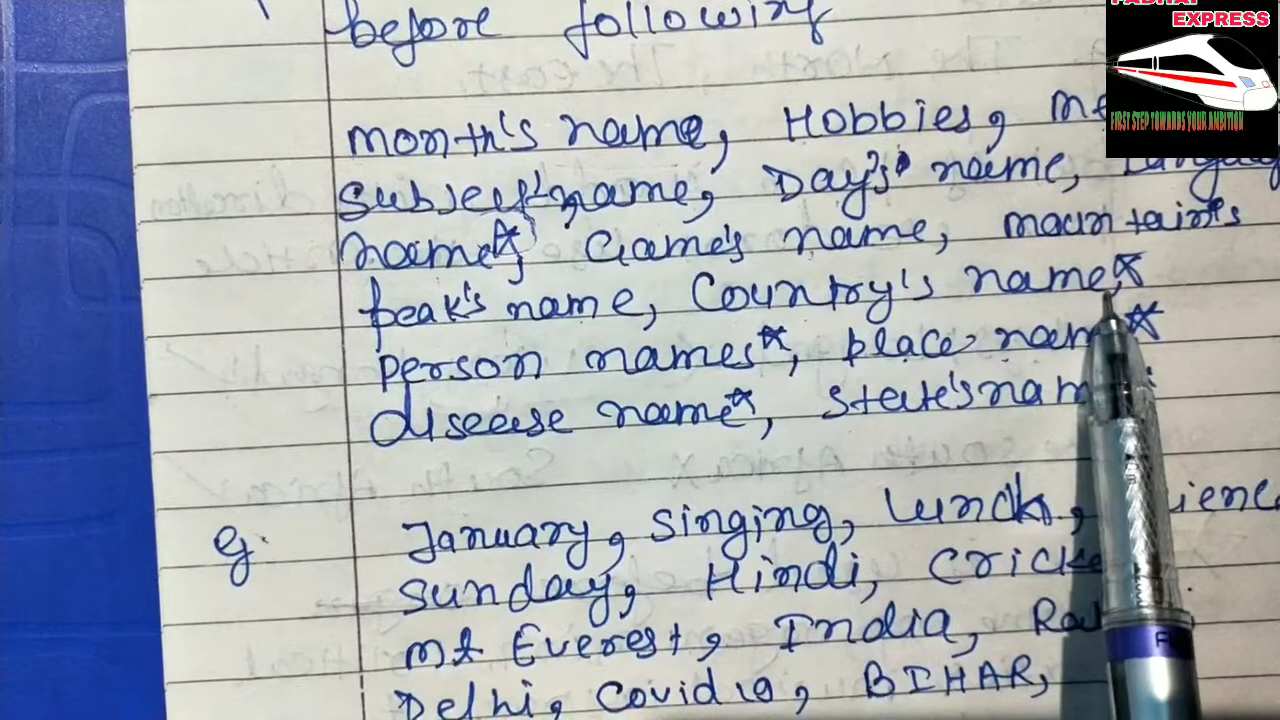 PADHAI
EXPRESS
FIRST STEP TOWARDS YOUR AMBITION
before following
month's name, Hobbies,
subject's name, Day's name,
name*, Game's name, mountain's
peak's name, Country's name*,
person names*, place name*
disease name*, state's name
eg. January, singing, lunch,
sunday, Hindi, Cricket
mt Everest, India,
Delhi, Covid 19, BIHAR,